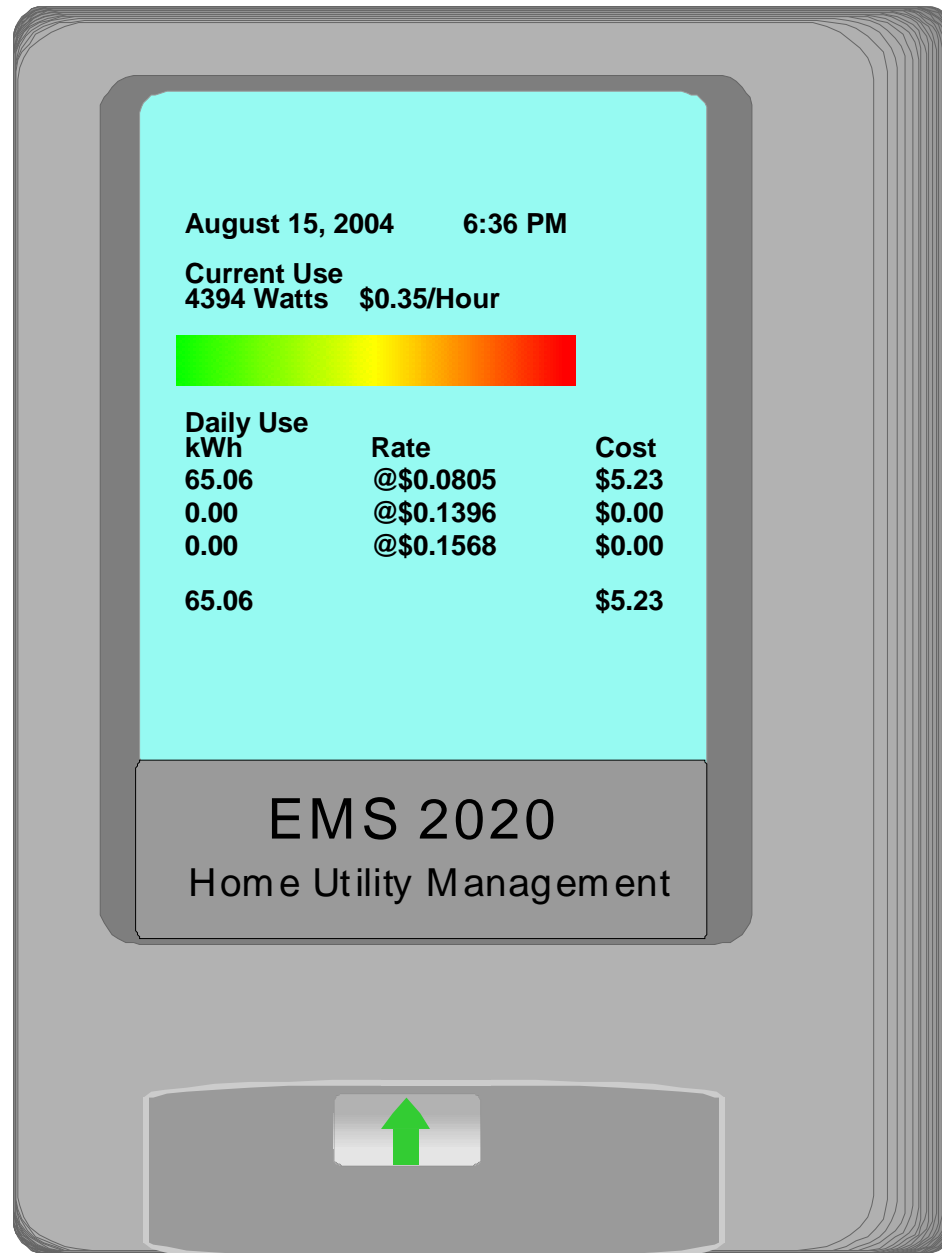 August 15, 2004 6:36 PM
Current Use
4394 Watts $0.35/Hour
Daily Use
kWh Rate Cost
65.06 @$0.0805 $5.23
0.00 @$0.1396 $0.00
0.00 @$0.1568 $0.00
65.06 $5.23
EMS 2020
Home Utility Management